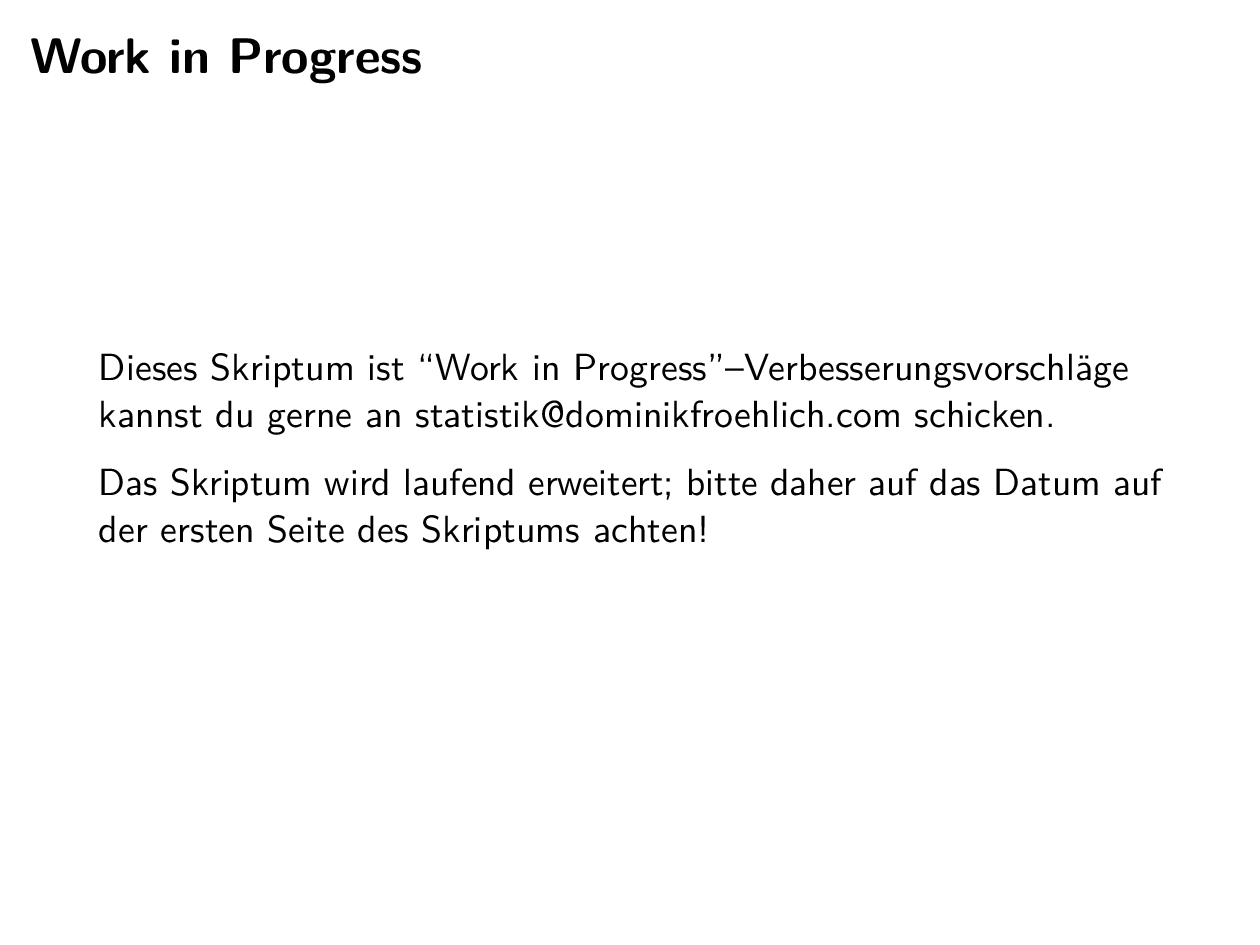 Work in Progress
Dieses Skriptum ist “Work in Progress”–Verbesserungsvorschläge
kannst du gerne an statistik@dominikfroehlich.com schicken.
Das Skriptum wird laufend erweitert; bitte daher auf das Datum auf
der ersten Seite des Skriptums achten!